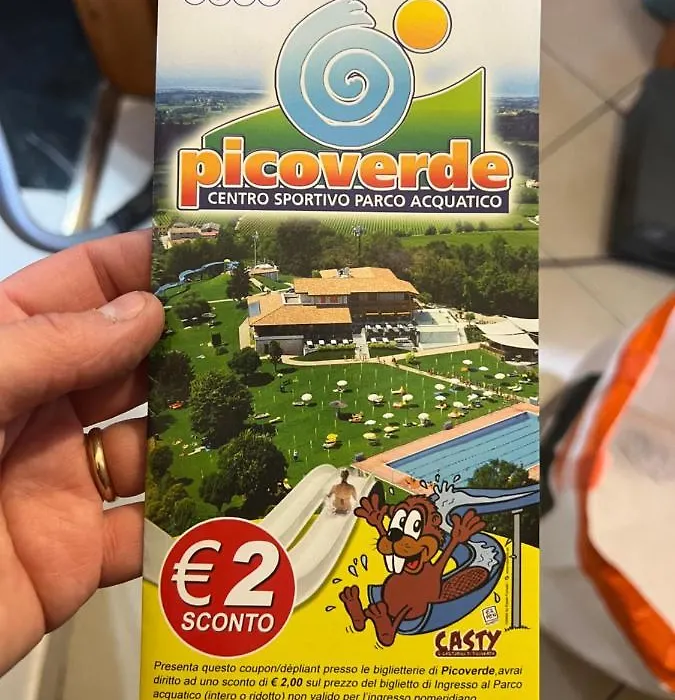 picoverde
CENTRO SPORTIVO PARCO ACQUATICO
€2
SCONTO
CASTY
Presenta questo coupon/dèpliant presso le biglietterie di Picoverde,avrai
diritto ad uno sconto di € 2,00 sul prezzo del biglietto di Ingresso al Parco
acquatico (intero o ridotto) non valido per l'ingresso pomeridiano